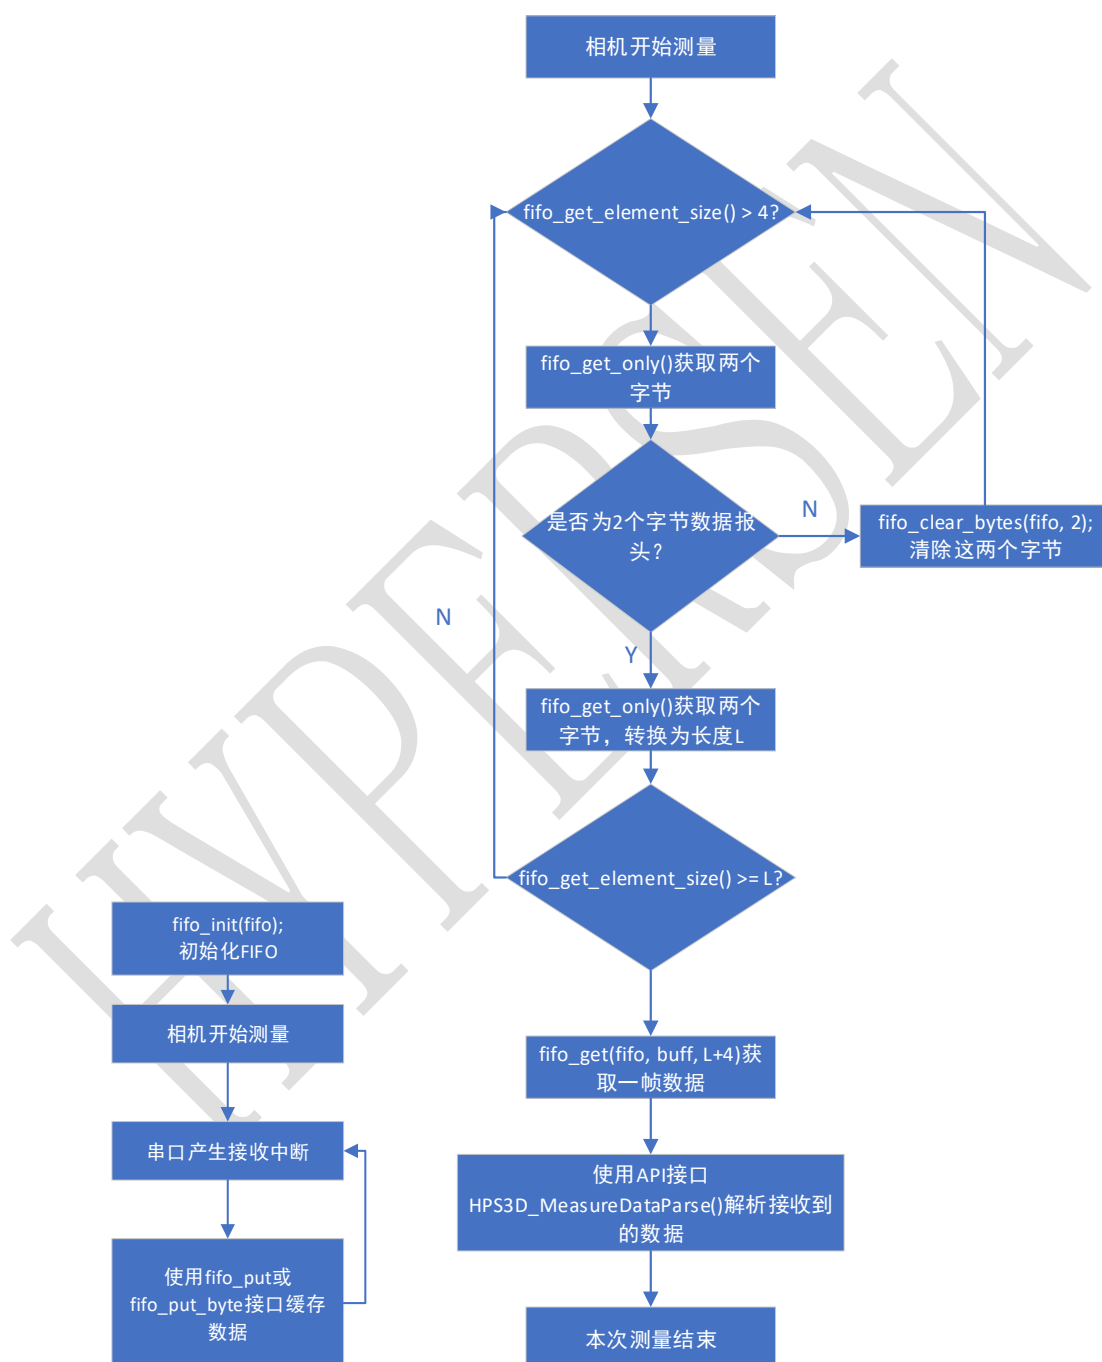 相机开始测量
fifo_get_element_size() > 4?
fifo_get_only()获取两个
字节
是否为2个字节数据报
头？
N
fifo_clear_bytes(fifo, 2);
清除这两个字节
N
Y
fifo_get_only()获取两个
字节，转换为长度L
fifo_get_element_size() >= L?
fifo_get(fifo, buff, L+4)获
取一帧数据
使用API接口
HPS3D_MeasureDataParse()解析接收到
的数据
本次测量结束
fifo_init(fifo);
初始化FIFO
相机开始测量
串口产生接收中断
使用fifo_put或
fifo_put_byte接口缓存
数据
HYPERSEN